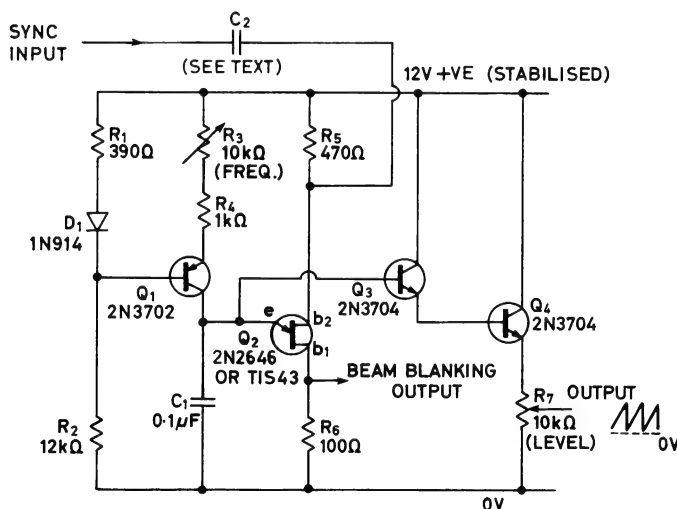 SYNC
INPUT
C2
(SEE TEXT)
12V +VE (STABILISED)
R1
390Ω
R3
10kΩ
(FREQ.)
R5
470Ω
D1
1N914
R4
1kΩ
Q1
2N3702
Q3
2N3704
Q4
2N3704
e
b2
Q2
b1
2N2646
OR TIS43
BEAM BLANKING
OUTPUT
C1
0·1µF
R2
12kΩ
R6
100Ω
R7
10kΩ
(LEVEL)
OUTPUT
0V
0V